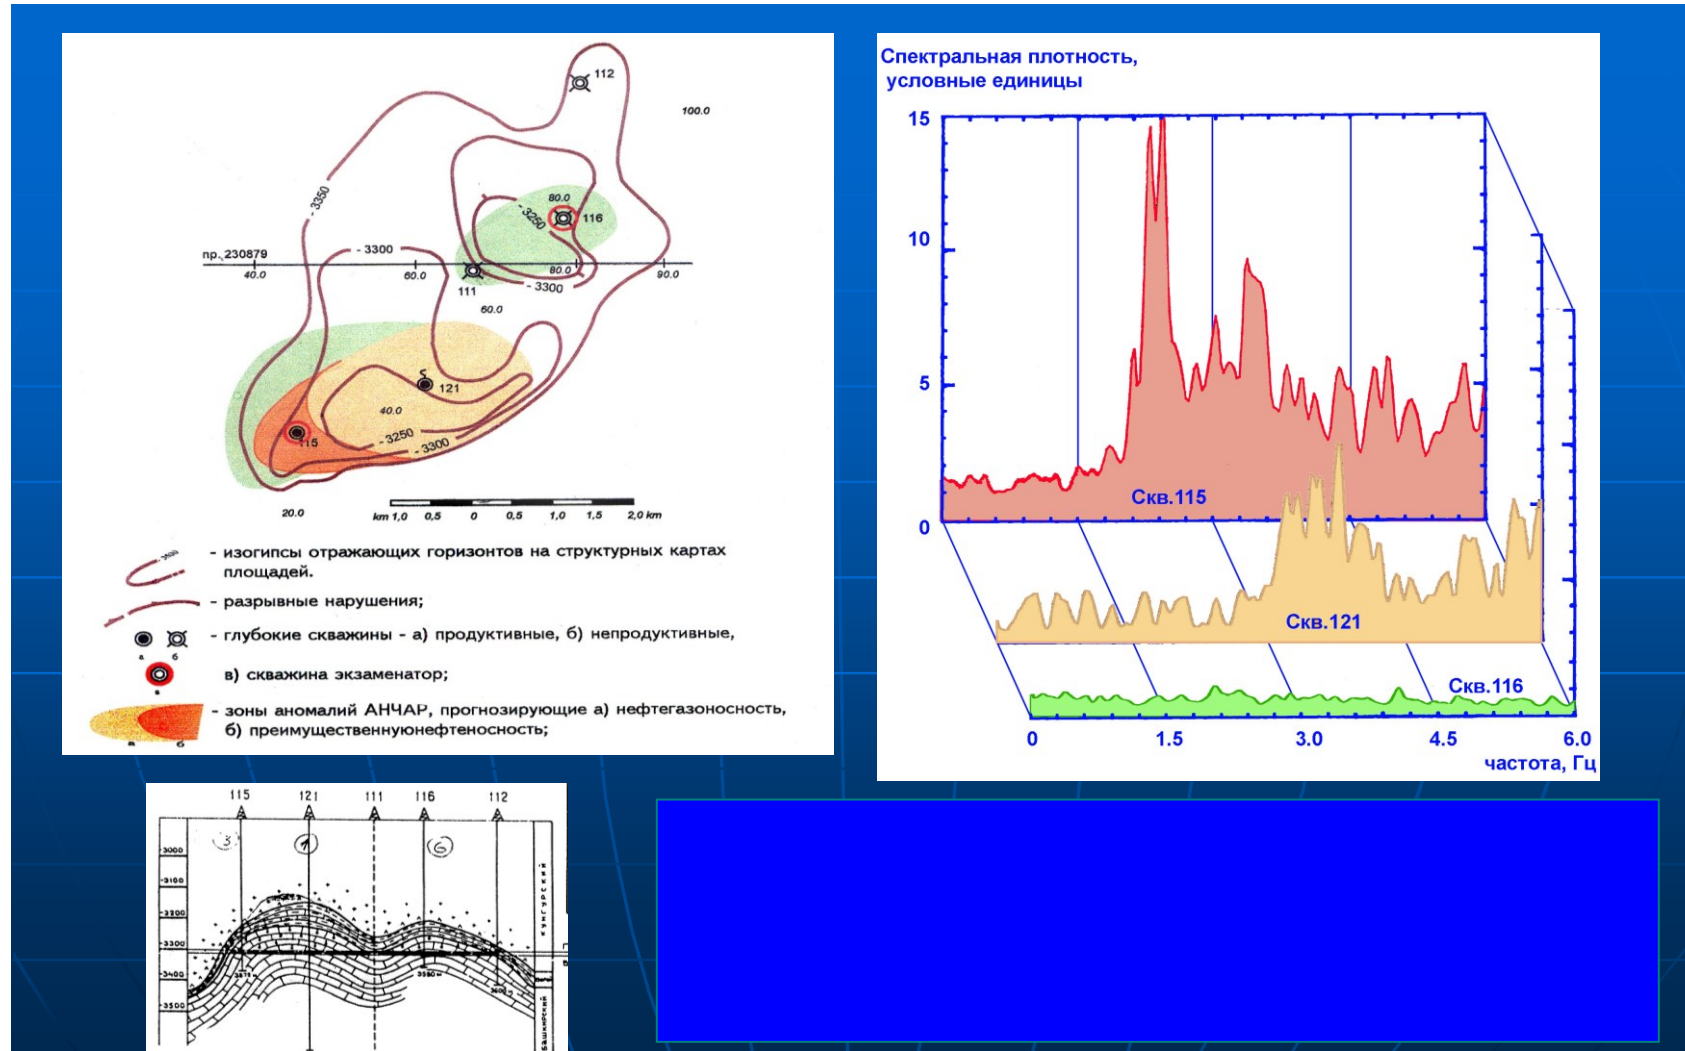 112
100.0
- 3350
80.0
- 3250
116
пр. 230879
- 3300
40.0
60.0
80.0
90.0
111
- 3300
60.0
121
40.0
115
- 3250
- 3300
20.0
km 1,0 0,5 0 0,5 1,0 1,5 2,0 km
- изогипсы отражающих горизонтов на структурных картах
площадей.
- разрывные нарушения;
- глубокие скважины - а) продуктивные, б) непродуктивные,
а б
в) скважина экзаменатор;
в
- зоны аномалий АНЧАР, прогнозирующие а) нефтегазоносность,
б) преимущественнуюнефтеносность;
а б
Спектральная плотность,
условные единицы
15
10
5
0
Скв.115
Скв.121
Скв.116
0 1.5 3.0 4.5 6.0
частота, Гц
115 121 111 116 112
3 1 6
-3000
-3100
-3200
-3300
-3400
-3500
кунгурский
башкирский